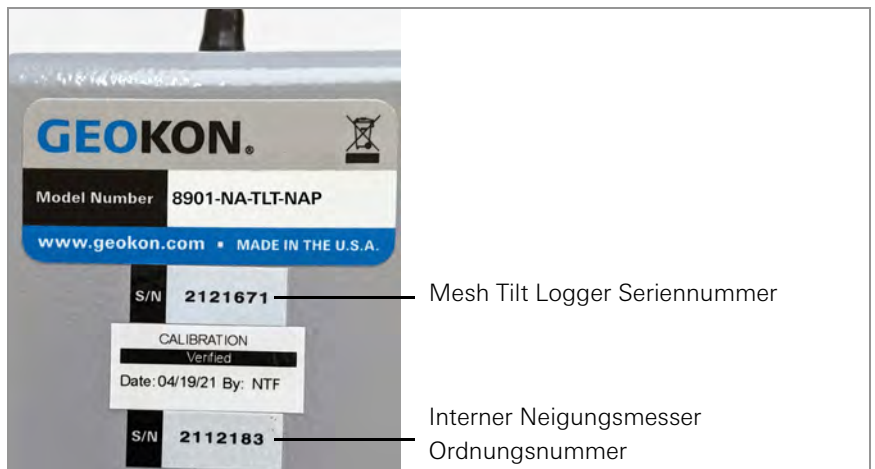 GEOKON®
Model Number 8901-NA-TLT-NAP
www.geokon.com ▪ MADE IN THE U.S.A.
S/N 2121671
Mesh Tilt Logger Seriennummer
CALIBRATION
Verified
Date: 04/19/21 By: NTF
S/N 2112183
Interner Neigungsmesser
Ordnungsnummer